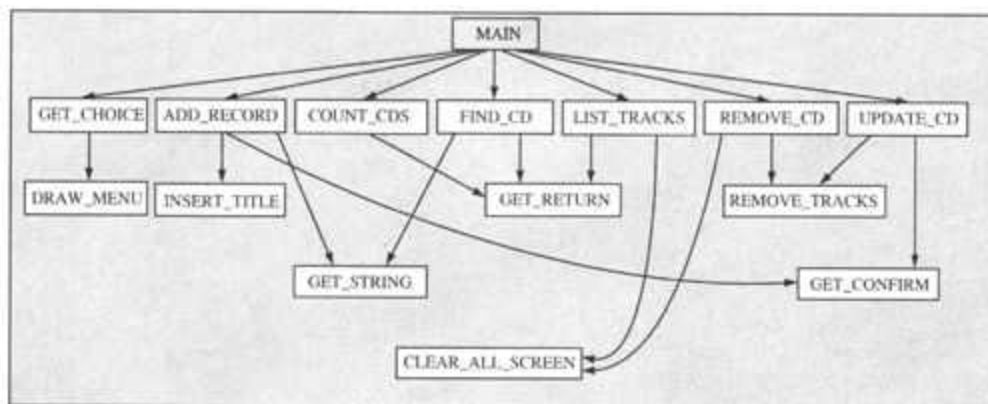 MAIN
GET_CHOICE
ADD_RECORD
COUNT_CDS
FIND_CD
LIST_TRACKS
REMOVE_CD
UPDATE_CD
DRAW_MENU
INSERT_TITLE
GET_RETURN
REMOVE_TRACKS
GET_STRING
GET_CONFIRM
CLEAR_ALL_SCREEN